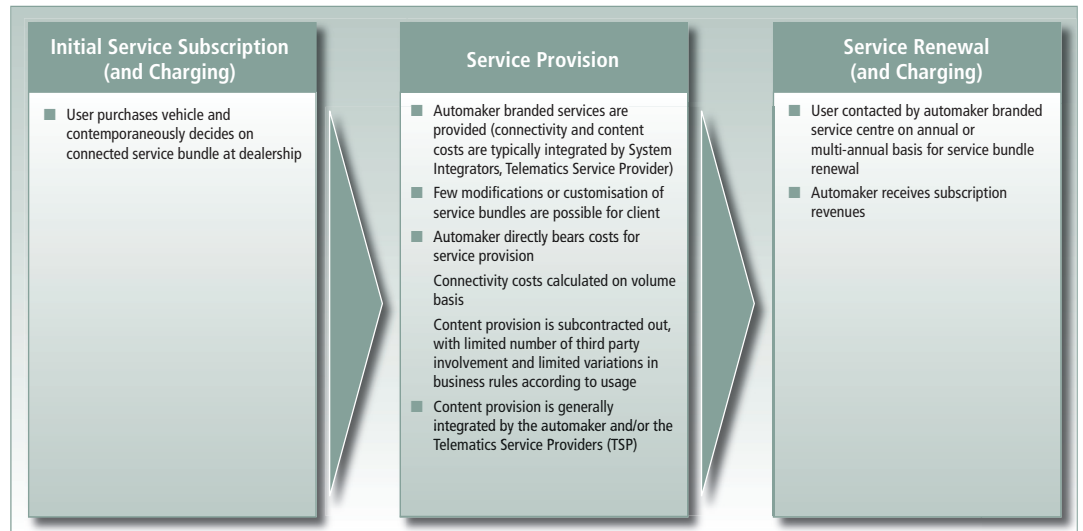 Initial Service Subscription
(and Charging)
■ User purchases vehicle and
contemporaneously decides on
connected service bundle at dealership
Service Provision
■ Automaker branded services are
provided (connectivity and content
costs are typically integrated by System
Integrators, Telematics Service Provider)
■ Few modifications or customisation of
service bundles are possible for client
■ Automaker directly bears costs for
service provision
Connectivity costs calculated on volume
basis
Content provision is subcontracted out,
with limited number of third party
involvement and limited variations in
business rules according to usage
■ Content provision is generally
integrated by the automaker and/or the
Telematics Service Providers (TSP)
Service Renewal
(and Charging)
■ User contacted by automaker branded
service centre on annual or
multi-annual basis for service bundle
renewal
■ Automaker receives subscription
revenues